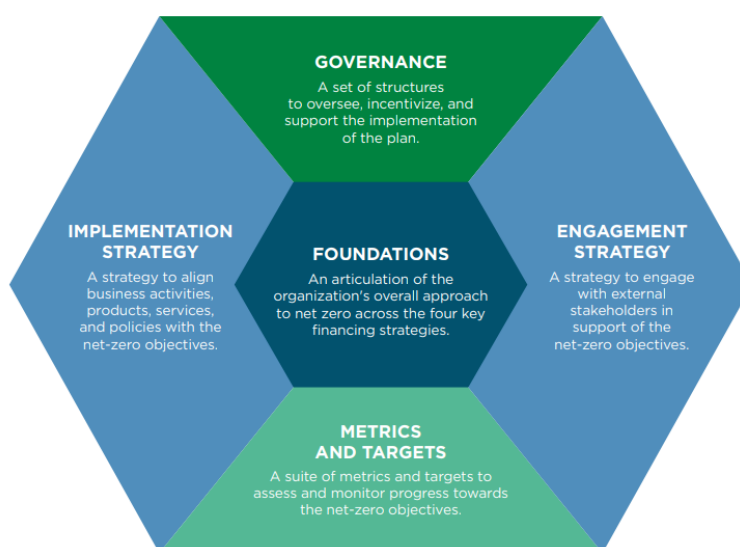 GOVERNANCE
A set of structures
to oversee, incentivize, and
support the implementation
of the plan.
IMPLEMENTATION
STRATEGY
A strategy to align
business activities,
products, services,
and policies with the
net-zero objectives.
FOUNDATIONS
An articulation of the
organization's overall approach
to net zero across the four key
financing strategies.
ENGAGEMENT
STRATEGY
A strategy to engage
with external
stakeholders in
support of the
net-zero objectives.
METRICS
AND TARGETS
A suite of metrics and targets to
assess and monitor progress towards
the net-zero objectives.